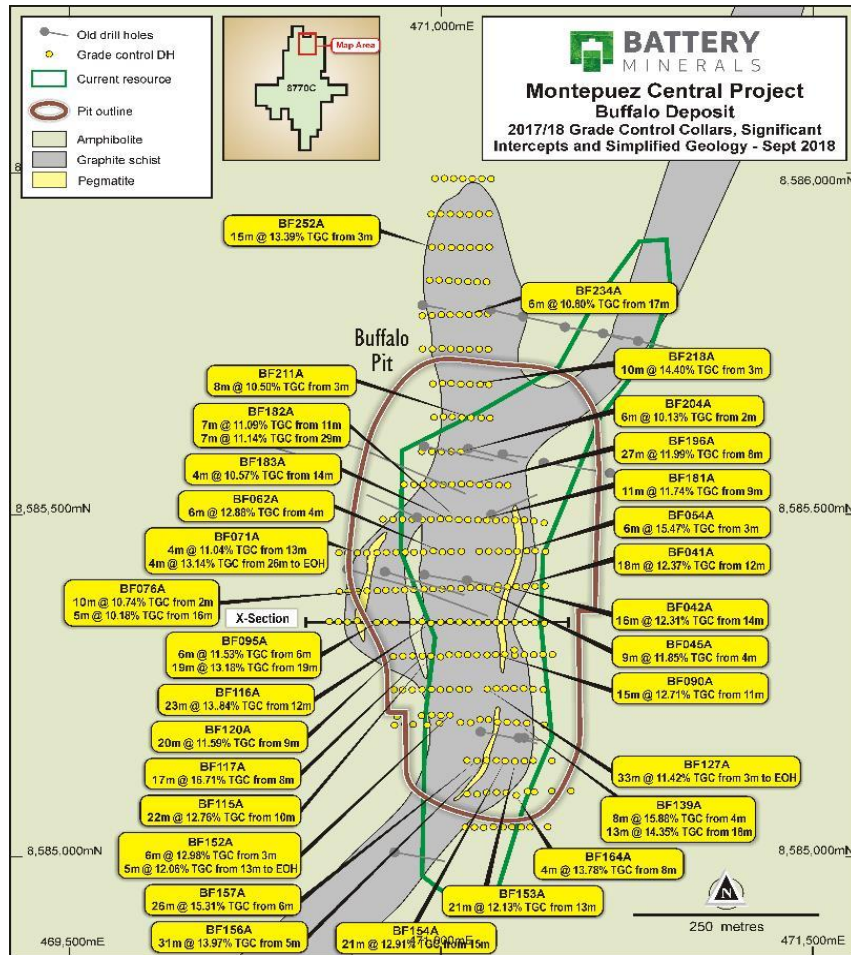 471,000mE
Old drill holes
Grade control DH
Current resource
Pit outline
Amphibolite
Graphite schist
Pegmatite
Map Area
8770C
BATTERY
MINERALS
Montepuez Central Project
Buffalo Deposit
2017/18 Grade Control Collars, Significant
Intercepts and Simplified Geology - Sept 2018
8,586,000mN
BF252A
15m @ 13.39% TGC from 3m
BF234A
6m @ 10.80% TGC from 17m
Buffalo
Pit
BF218A
10m @ 14.40% TGC from 3m
BF211A
8m @ 10.50% TGC from 3m
BF204A
6m @ 10.13% TGC from 2m
BF182A
7m @ 11.09% TGC from 11m
7m @ 11.14% TGC from 29m
BF196A
27m @ 11.99% TGC from 8m
BF183A
4m @ 10.57% TGC from 14m
BF181A
11m @ 11.74% TGC from 9m
8,585,500mN
8,585,500mN
BF062A
6m @ 12.88% TGC from 4m
BF054A
6m @ 15.47% TGC from 3m
BF071A
4m @ 11.04% TGC from 13m
4m @ 13.14% TGC from 26m to EOH
BF041A
18m @ 12.37% TGC from 12m
BF076A
10m @ 10.74% TGC from 2m
5m @ 10.18% TGC from 16m
BF042A
16m @ 12.31% TGC from 14m
X-Section
BF045A
9m @ 11.85% TGC from 4m
BF095A
6m @ 11.53% TGC from 6m
19m @ 13.18% TGC from 19m
BF090A
15m @ 12.71% TGC from 11m
BF116A
23m @ 13..84% TGC from 12m
BF120A
20m @ 11.59% TGC from 9m
BF117A
17m @ 16.71% TGC from 8m
BF127A
33m @ 11.42% TGC from 3m to EOH
BF115A
22m @ 12.76% TGC from 10m
BF139A
8m @ 15.88% TGC from 4m
13m @ 14.35% TGC from 18m
BF152A
6m @ 12.98% TGC from 3m
5m @ 12.06% TGC from 13m to EOH
8,585,000mN
8,585,000mN
BF164A
4m @ 13.78% TGC from 8m
BF157A
26m @ 15.31% TGC from 6m
BF153A
21m @ 12.13% TGC from 13m
BF156A
31m @ 13.97% TGC from 5m
BF154A
21m @ 12.91% TGC from 15m
N
250 metres
469,500mE
471,000mE
471,500mE